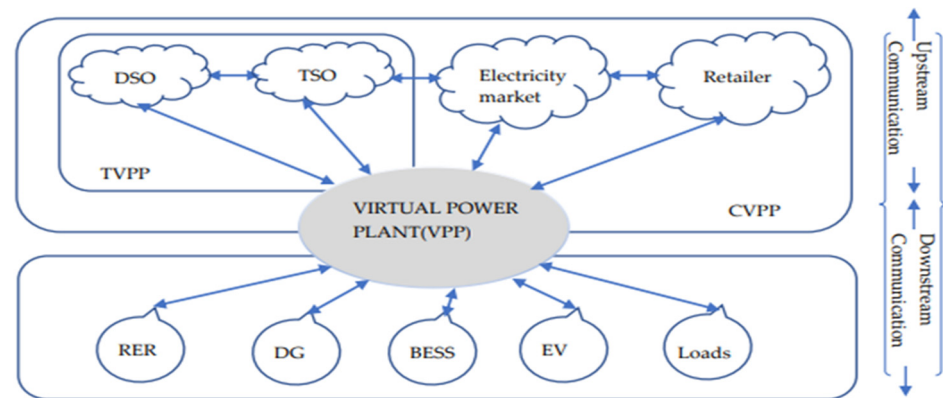 DSO
TSO
Electricity
market
Retailer
TVPP
CVPP
VIRTUAL POWER
PLANT(VPP)
RER
DG
BESS
EV
Loads
Upstream
Communication
Downstream
Communication